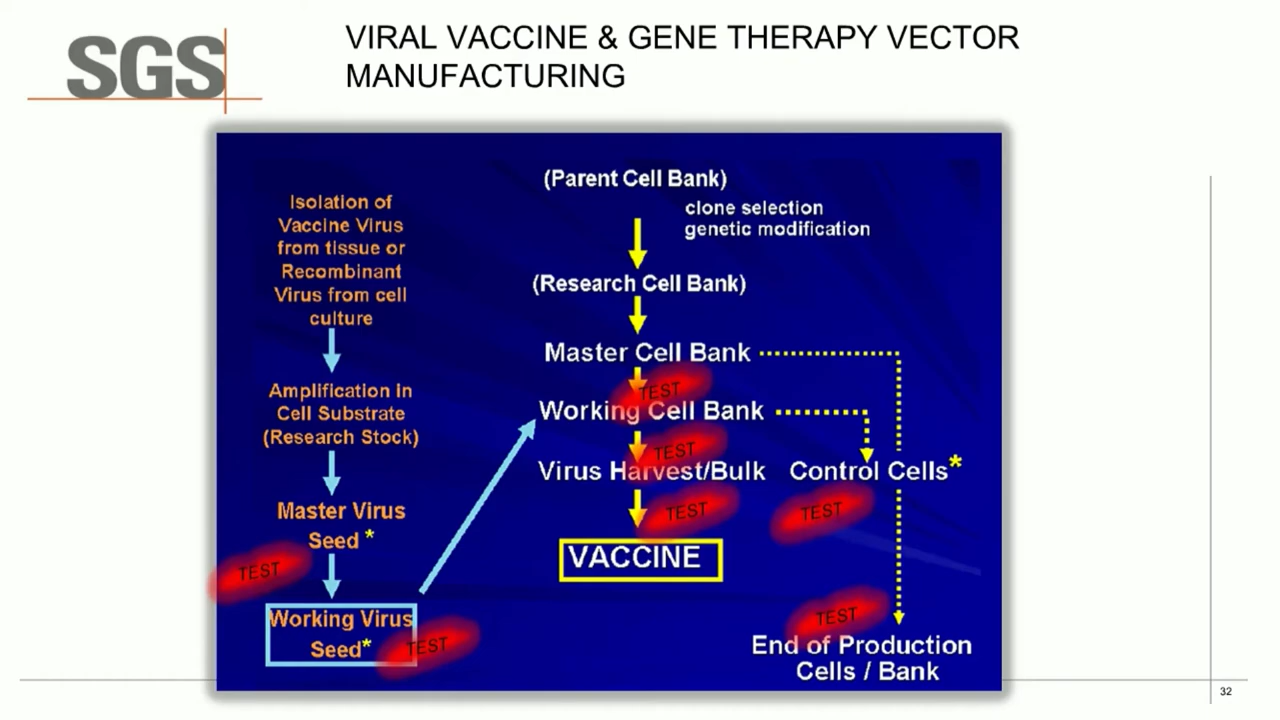 SGS
VIRAL VACCINE & GENE THERAPY VECTOR
MANUFACTURING
Isolation of
Vaccine Virus
from tissue or
Recombinant
Virus from cell
culture
Amplification in
Cell Substrate
(Research Stock)
Master Virus
Seed *
TEST
Working Virus
Seed*
TEST
(Parent Cell Bank)
clone selection
genetic modification
(Research Cell Bank)
Master Cell Bank
TEST
Working Cell Bank
TEST
Virus Harvest/Bulk
TEST
VACCINE
Control Cells*
TEST
TEST
End of Production
Cells / Bank
32